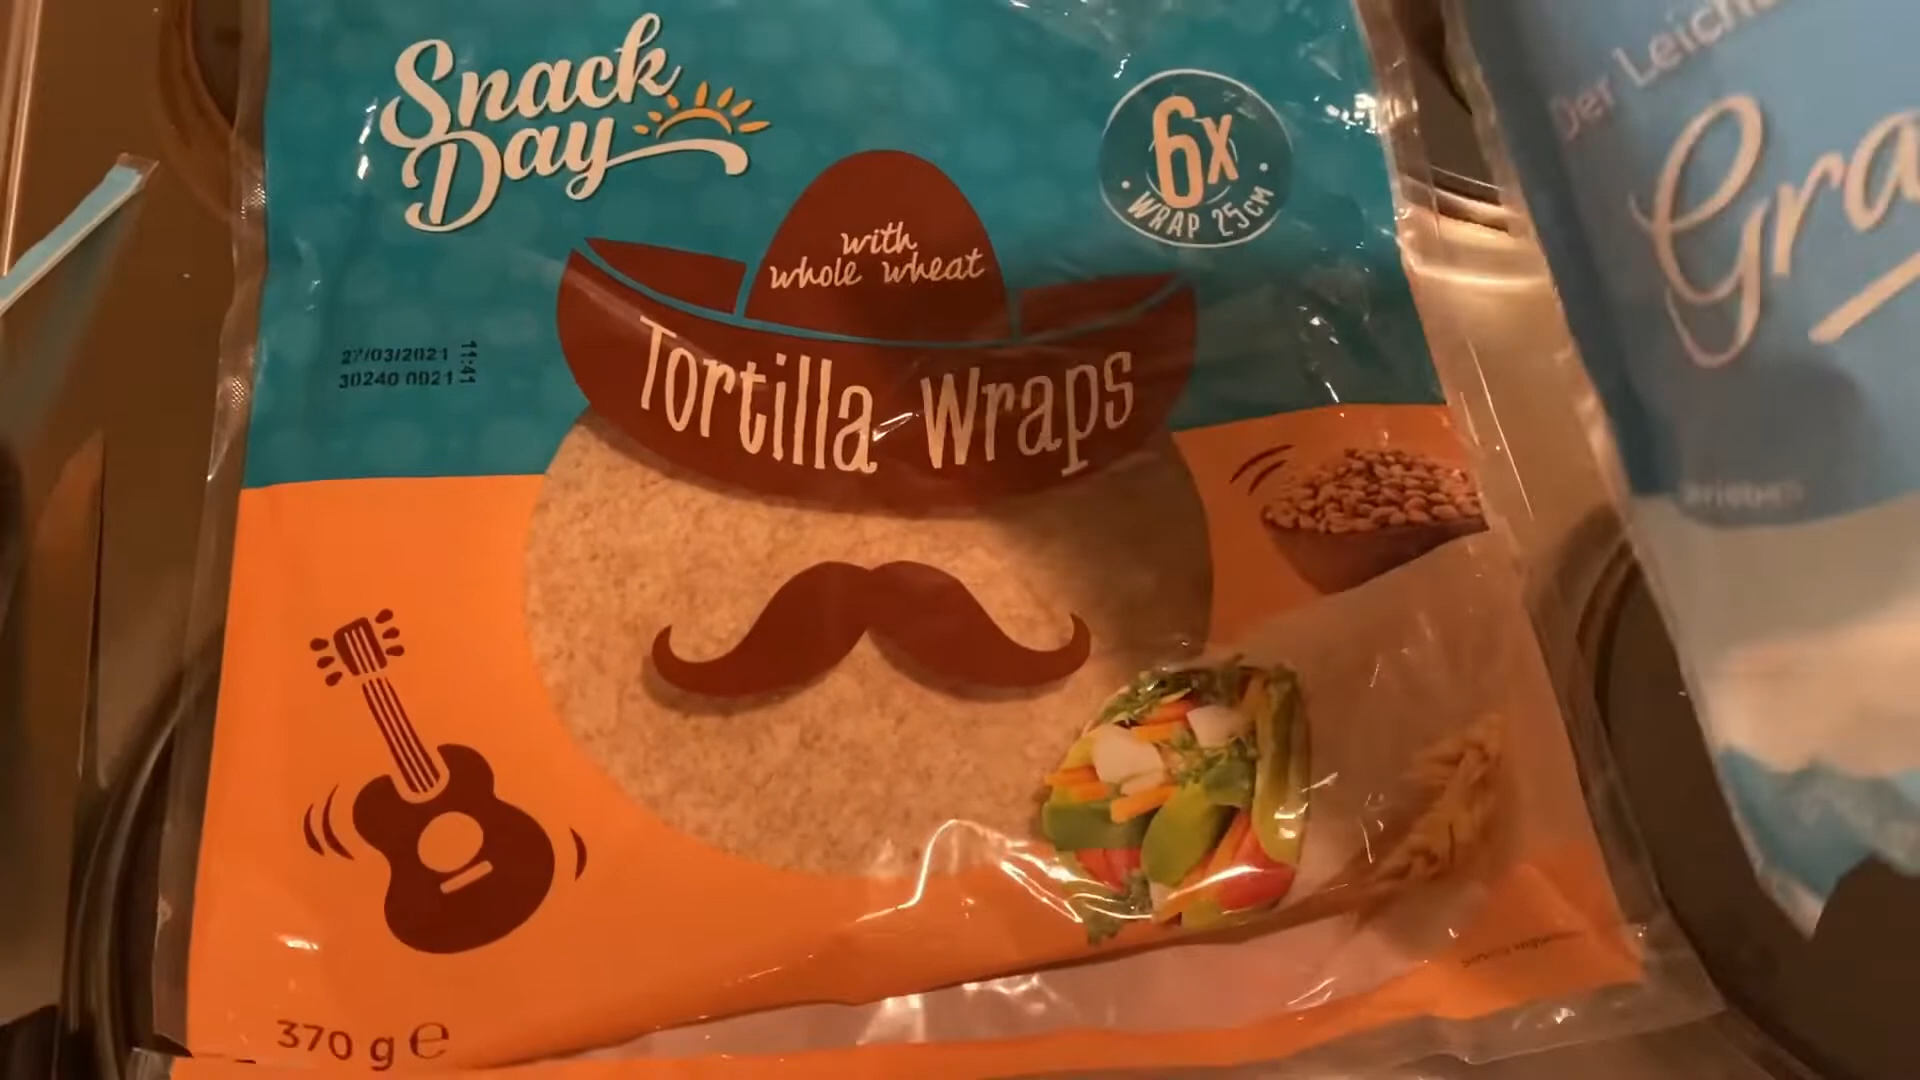 Snack
Day
6x
WRAP 25CM
with
whole wheat
Tortilla Wraps
27/03/2021 11:41
30240 0021
370 g e
Der Leich
Gra